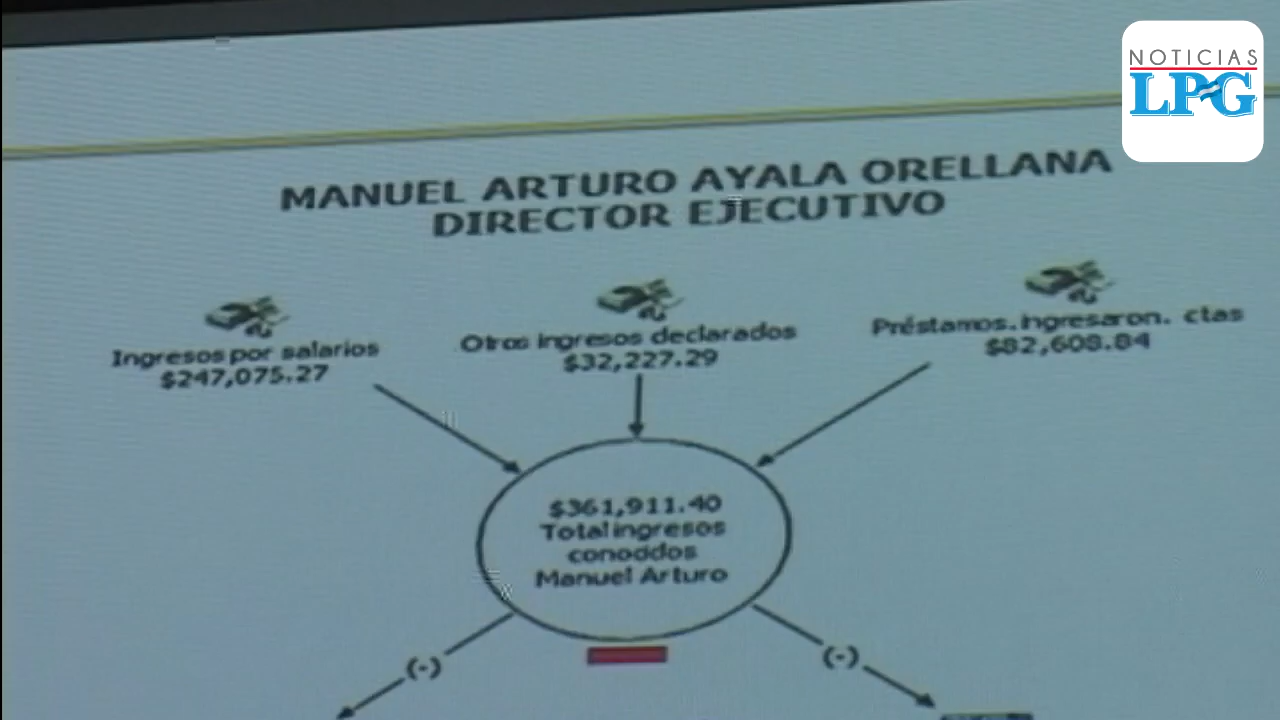 NOTICIAS
LPG
MANUEL ARTURO AYALA ORELLANA
DIRECTOR EJECUTIVO
Ingresos por salarios
$247,075.27
Otros ingresos declarados
$32,227.29
Préstamos.ingresaron. ctas
$82,608.84
$361,911.40
Total ingresos
conocidos
Manuel Arturo
(-)
(-)